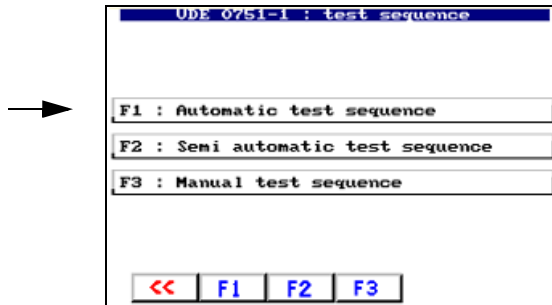 UDE 0751-1 : test sequence
F1 : Automatic test sequence
F2 : Semi automatic test sequence
F3 : Manual test sequence
<< F1 F2 F3